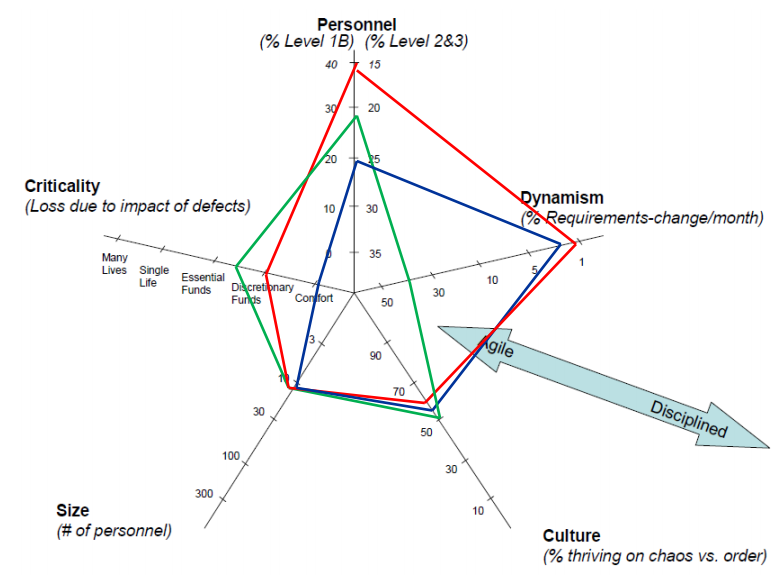 Personnel
(% Level 1B) (% Level 2&3)
40 15
30 20
20 25
10 30
0 35
Criticality
(Loss due to impact of defects)
Many
Lives
Single
Life
Essential
Funds
Discretionary
Funds
Comfort
Dynamism
(% Requirements-change/month)
50
30
10
5
1
3
10
30
100
300
90
70
50
30
10
Agile
Disciplined
Size
(# of personnel)
Culture
(% thriving on chaos vs. order)